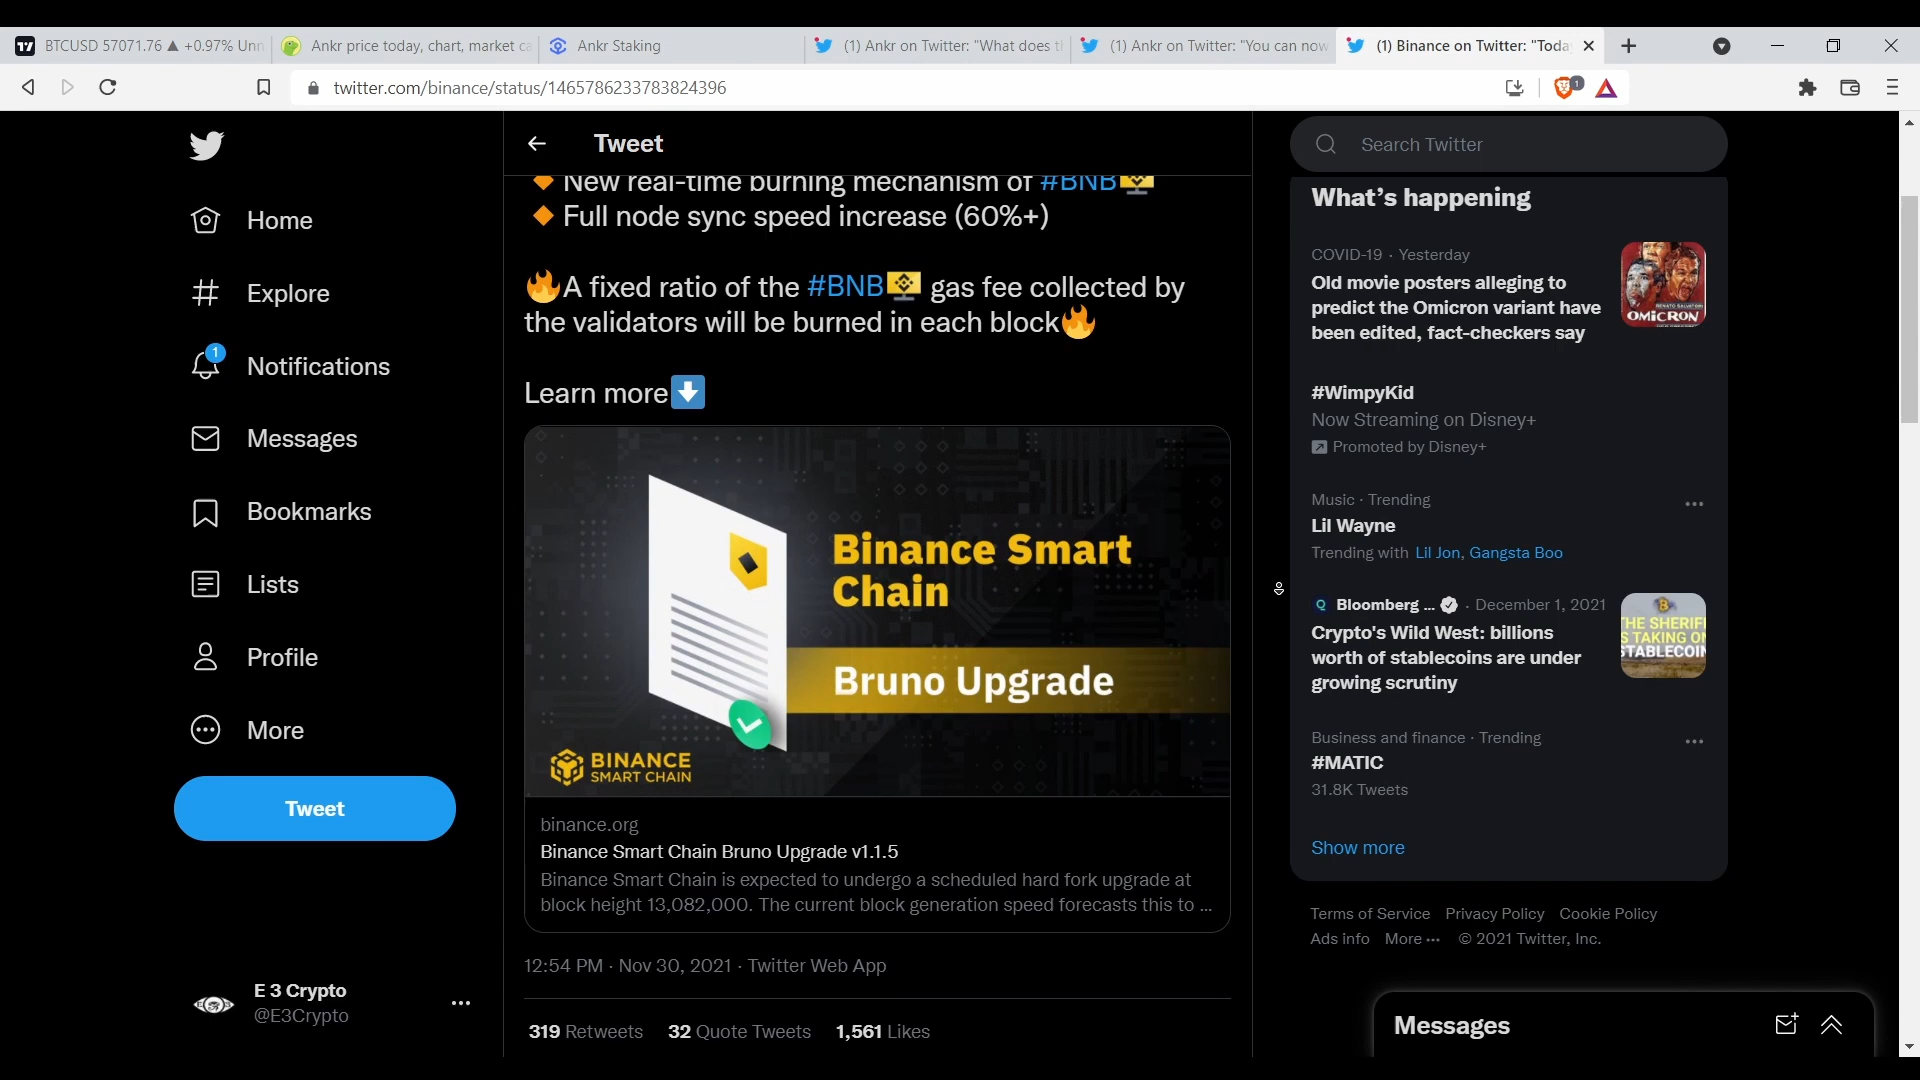 BTCUSD 57071.76 ▲ +0.97% Unn
Ankr price today, chart, market ca
Ankr Staking
(1) Ankr on Twitter: "What does th
(1) Ankr on Twitter: "You can now
(1) Binance on Twitter: "Toda
twitter.com/binance/status/1465786233783824396
1
Home
Explore
1
Notifications
Messages
Bookmarks
Lists
Profile
More
Tweet
E 3 Crypto
@E3Crypto
Tweet
🔸New real-time burning mechanism of #BNB
🔸Full node sync speed increase (60%+)
🔥A fixed ratio of the #BNB gas fee collected by
the validators will be burned in each block🔥
Learn more⬇️
Binance Smart
Chain
Bruno Upgrade
BINANCE
SMART CHAIN
binance.org
Binance Smart Chain Bruno Upgrade v1.1.5
Binance Smart Chain is expected to undergo a scheduled hard fork upgrade at
block height 13,082,000. The current block generation speed forecasts this to ...
12:54 PM · Nov 30, 2021 · Twitter Web App
319 Retweets 32 Quote Tweets 1,561 Likes
Search Twitter
What's happening
COVID-19 · Yesterday
Old movie posters alleging to
predict the Omicron variant have
been edited, fact-checkers say
OMICRON
#WimpyKid
Now Streaming on Disney+
Promoted by Disney+
Music · Trending
Lil Wayne
Trending with Lil Jon, Gangsta Boo
Bloomberg ... · December 1, 2021
Crypto's Wild West: billions
worth of stablecoins are under
growing scrutiny
THE SHERIF
S TAKING ON
STABLECOIN
Business and finance · Trending
#MATIC
31.8K Tweets
Show more
Terms of Service Privacy Policy Cookie Policy
Ads info More ··· © 2021 Twitter, Inc.
Messages